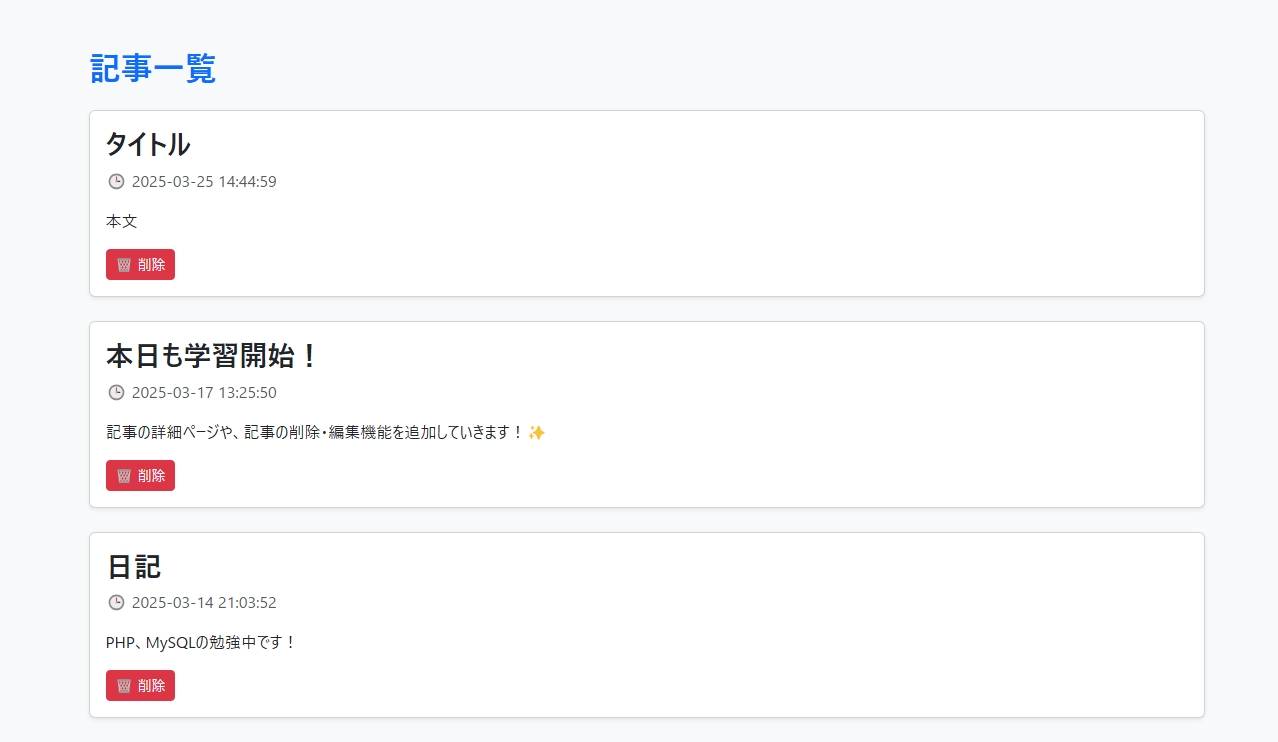 記事一覧
タイトル
🕒 2025-03-25 14:44:59
本文
🗑 削除
本日も学習開始！
🕒 2025-03-17 13:25:50
記事の詳細ページや、記事の削除・編集機能を追加していきます！✨
🗑 削除
日記
🕒 2025-03-14 21:03:52
PHP、MySQLの勉強中です！
🗑 削除